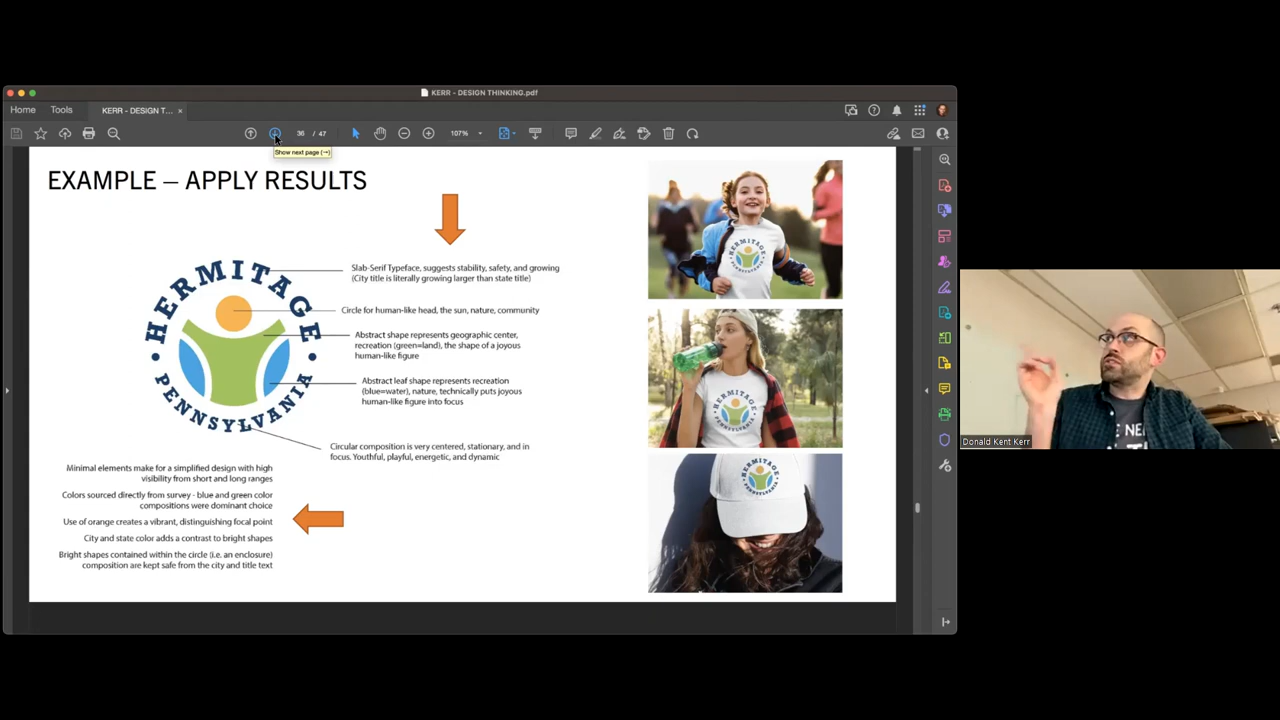 KERR - DESIGN THINKING.pdf
Home
Tools
KERR - DESIGN T... ×
36 / 47
107%
Show next page (→)
EXAMPLE – APPLY RESULTS
HERMITAGE
PENNSYLVANIA
Slab-Serif Typeface, suggests stability, safety, and growing
(City title is literally growing larger than state title)
Circle for human-like head, the sun, nature, community
Abstract shape represents geographic center,
recreation (green=land), the shape of a joyous
human-like figure
Abstract leaf shape represents recreation
(blue=water), nature, technically puts joyous
human-like figure into focus
Circular composition is very centered, stationary, and in
focus. Youthful, playful, energetic, and dynamic
Minimal elements make for a simplified design with high
visibility from short and long ranges
Colors sourced directly from survey - blue and green color
compositions were dominant choice
Use of orange creates a vibrant, distinguishing focal point
City and state color adds a contrast to bright shapes
Bright shapes contained within the circle (i.e. an enclosure)
composition are kept safe from the city and title text
HERMITAGE
PENNSYLVANIA
HERMITAGE
PENNSYLVANIA
HERMITAGE
PENNSYLVANIA
Donald Kent Kerr